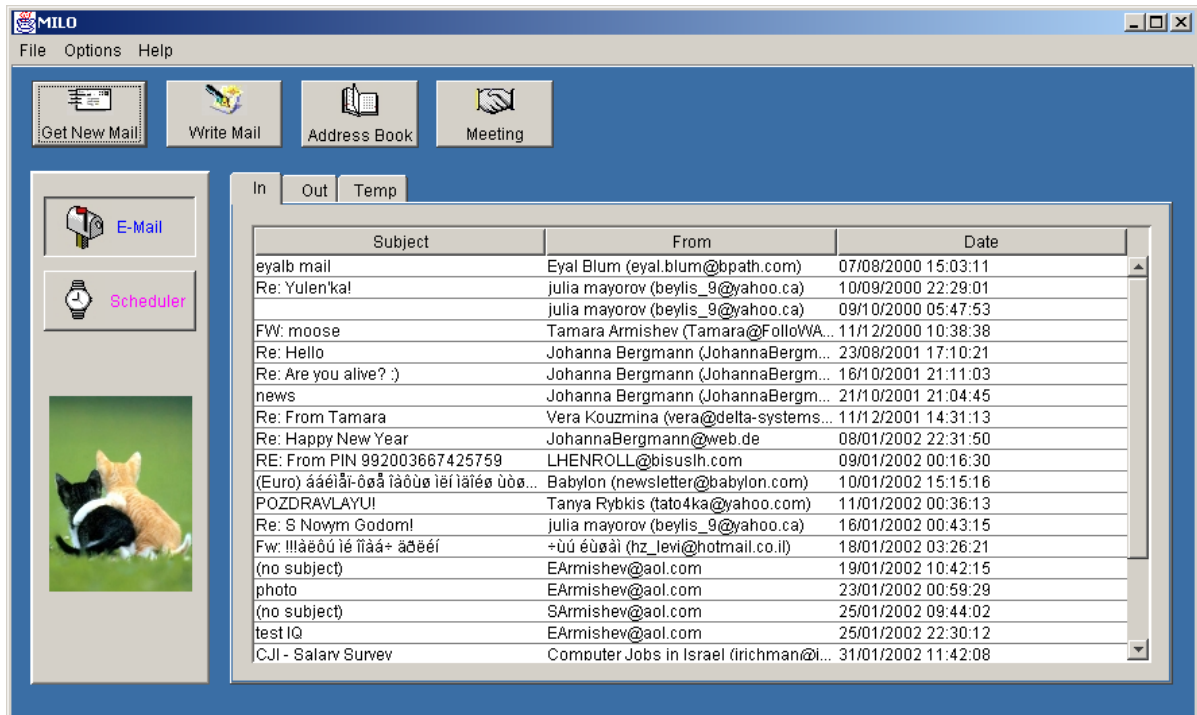 MILO
File Options Help
Get New Mail Write Mail Address Book Meeting
E-Mail
Scheduler
In Out Temp
Subject From Date
eyalb mail Eyal Blum (eyal.blum@bpath.com) 07/08/2000 15:03:11
Re: Yulen'ka! julia mayorov (beylis_9@yahoo.ca) 10/09/2000 22:29:01
julia mayorov (beylis_9@yahoo.ca) 09/10/2000 05:47:53
FW: moose Tamara Armishev (Tamara@FolloWA... 11/12/2000 10:38:38
Re: Hello Johanna Bergmann (JohannaBergm... 23/08/2001 17:10:21
Re: Are you alive? :) Johanna Bergmann (JohannaBergm... 16/10/2001 21:11:03
news Johanna Bergmann (JohannaBergm... 21/10/2001 21:04:45
Re: From Tamara Vera Kouzmina (vera@delta-systems... 11/12/2001 14:31:13
Re: Happy New Year JohannaBergmann@web.de 08/01/2002 22:31:50
RE: From PIN 992003667425759 LHENROLL@bisuslh.com 09/01/2002 00:16:30
(Euro) Babylon (newsletter@babylon.com) 10/01/2002 15:15:16
POZDRAVLAYU! Tanya Rybkis (tato4ka@yahoo.com) 11/01/2002 00:36:13
Re: S Novym Godom! julia mayorov (beylis_9@yahoo.ca) 16/01/2002 00:43:15
Fw: (hz_levi@hotmail.co.il) 18/01/2002 03:26:21
(no subject) EArmishev@aol.com 19/01/2002 10:42:15
photo EArmishev@aol.com 23/01/2002 00:59:29
(no subject) SArmishev@aol.com 25/01/2002 09:44:02
test IQ EArmishev@aol.com 25/01/2002 22:30:12
CJI - Salary Survey Computer Jobs in Israel (irichman@i... 31/01/2002 11:42:08